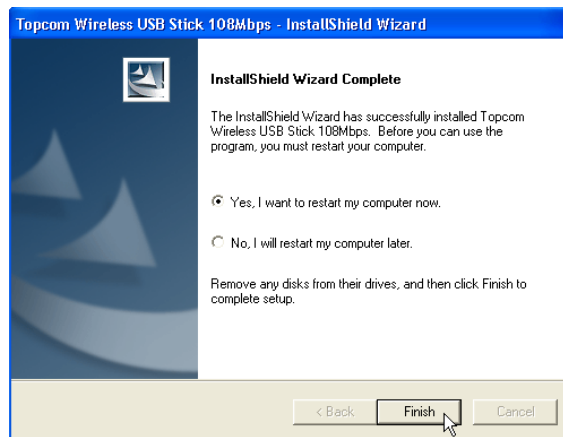 Topcom Wireless USB Stick 108Mbps - InstallShield Wizard
InstallShield Wizard Complete
The InstallShield Wizard has successfully installed Topcom
Wireless USB Stick 108Mbps. Before you can use the
program, you must restart your computer.
Yes, I want to restart my computer now.
No, I will restart my computer later.
Remove any disks from their drives, and then click Finish to
complete setup.
< Back Finish Cancel